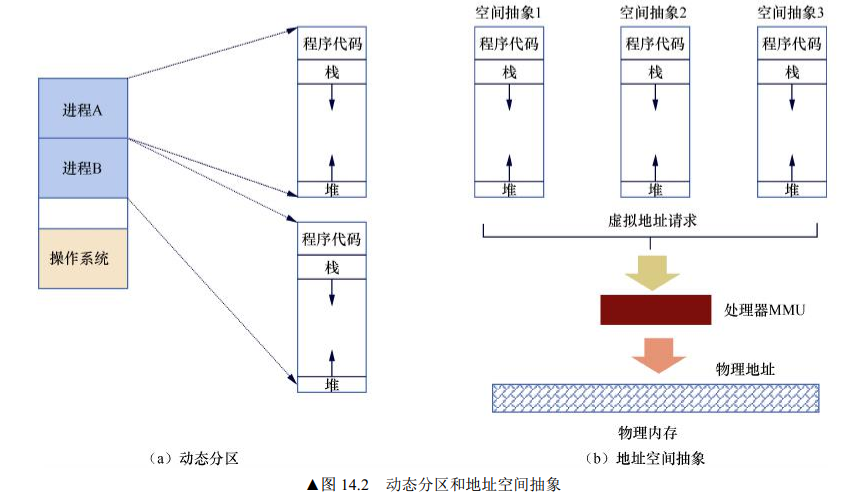 进程A
进程B
操作系统
程序代码
栈
堆
程序代码
栈
堆
(a)动态分区
空间抽象1
空间抽象2
空间抽象3
程序代码
程序代码
程序代码
栈
栈
栈
堆
堆
堆
虚拟地址请求
处理器MMU
物理地址
物理内存
(b)地址空间抽象
▲图 14.2 动态分区和地址空间抽象